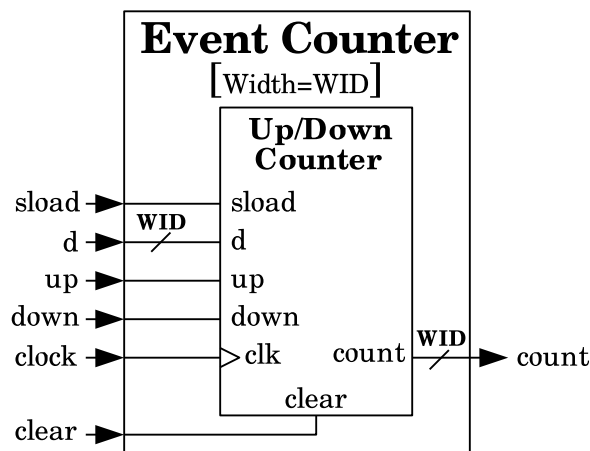 Event Counter
[Width=WID]
Up/Down
Counter
sload sload
WID
d d
up up
down down
WID
clock clk count count
clear
clear